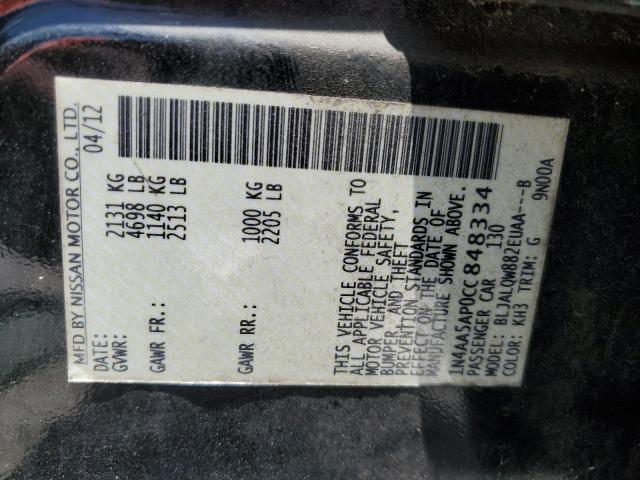 MFD BY NISSAN MOTOR CO., LTD.
DATE: 04/12
GVWR: 2131 KG
4698 LB
GAWR FR.: 1140 KG
2513 LB
GAWR RR.: 1000 KG
2205 LB
THIS VEHICLE CONFORMS TO
ALL APPLICABLE FEDERAL
MOTOR VEHICLE SAFETY,
BUMPER, AND THEFT
PREVENTION STANDARDS IN
EFFECT ON THE DATE OF
MANUFACTURE SHOWN ABOVE.
1N4AA5AP0CC848334
PASSENGER CAR 130
MODEL: BLJALQW882EUAA---B
COLOR: KH3 TRIM: G 9N00A